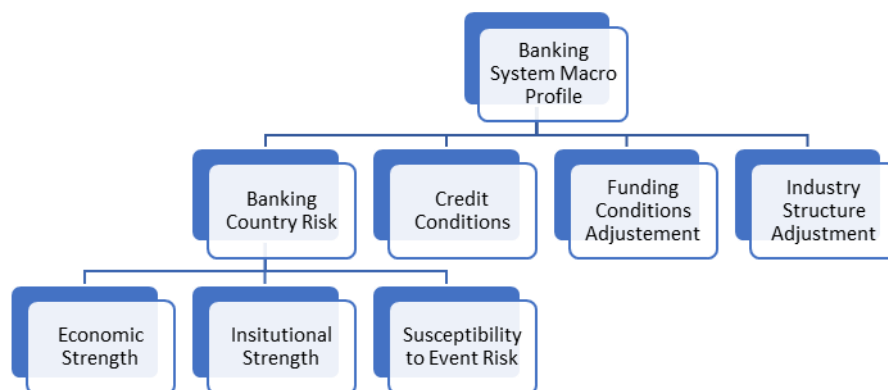 Banking
System Macro
Profile
Banking
Country Risk
Credit
Conditions
Funding
Conditions
Adjustement
Industry
Structure
Adjustment
Economic
Strength
Insitutional
Strength
Susceptibility
to Event Risk